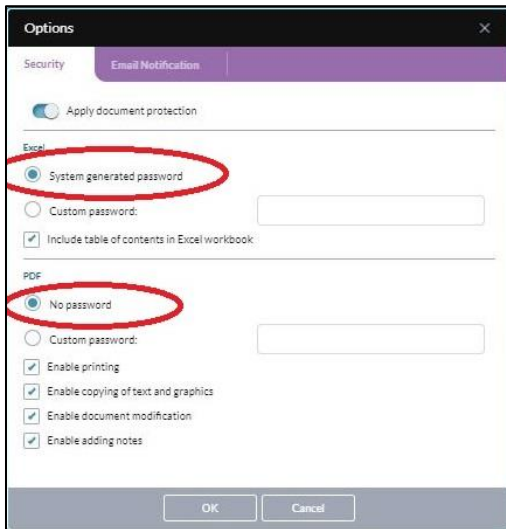 Options
Security
Email Notification
Apply document protection
Excel
System generated password
Custom password:
Include table of contents in Excel workbook
PDF
No password
Custom password:
Enable printing
Enable copying of text and graphics
Enable document modification
Enable adding notes
OK
Cancel